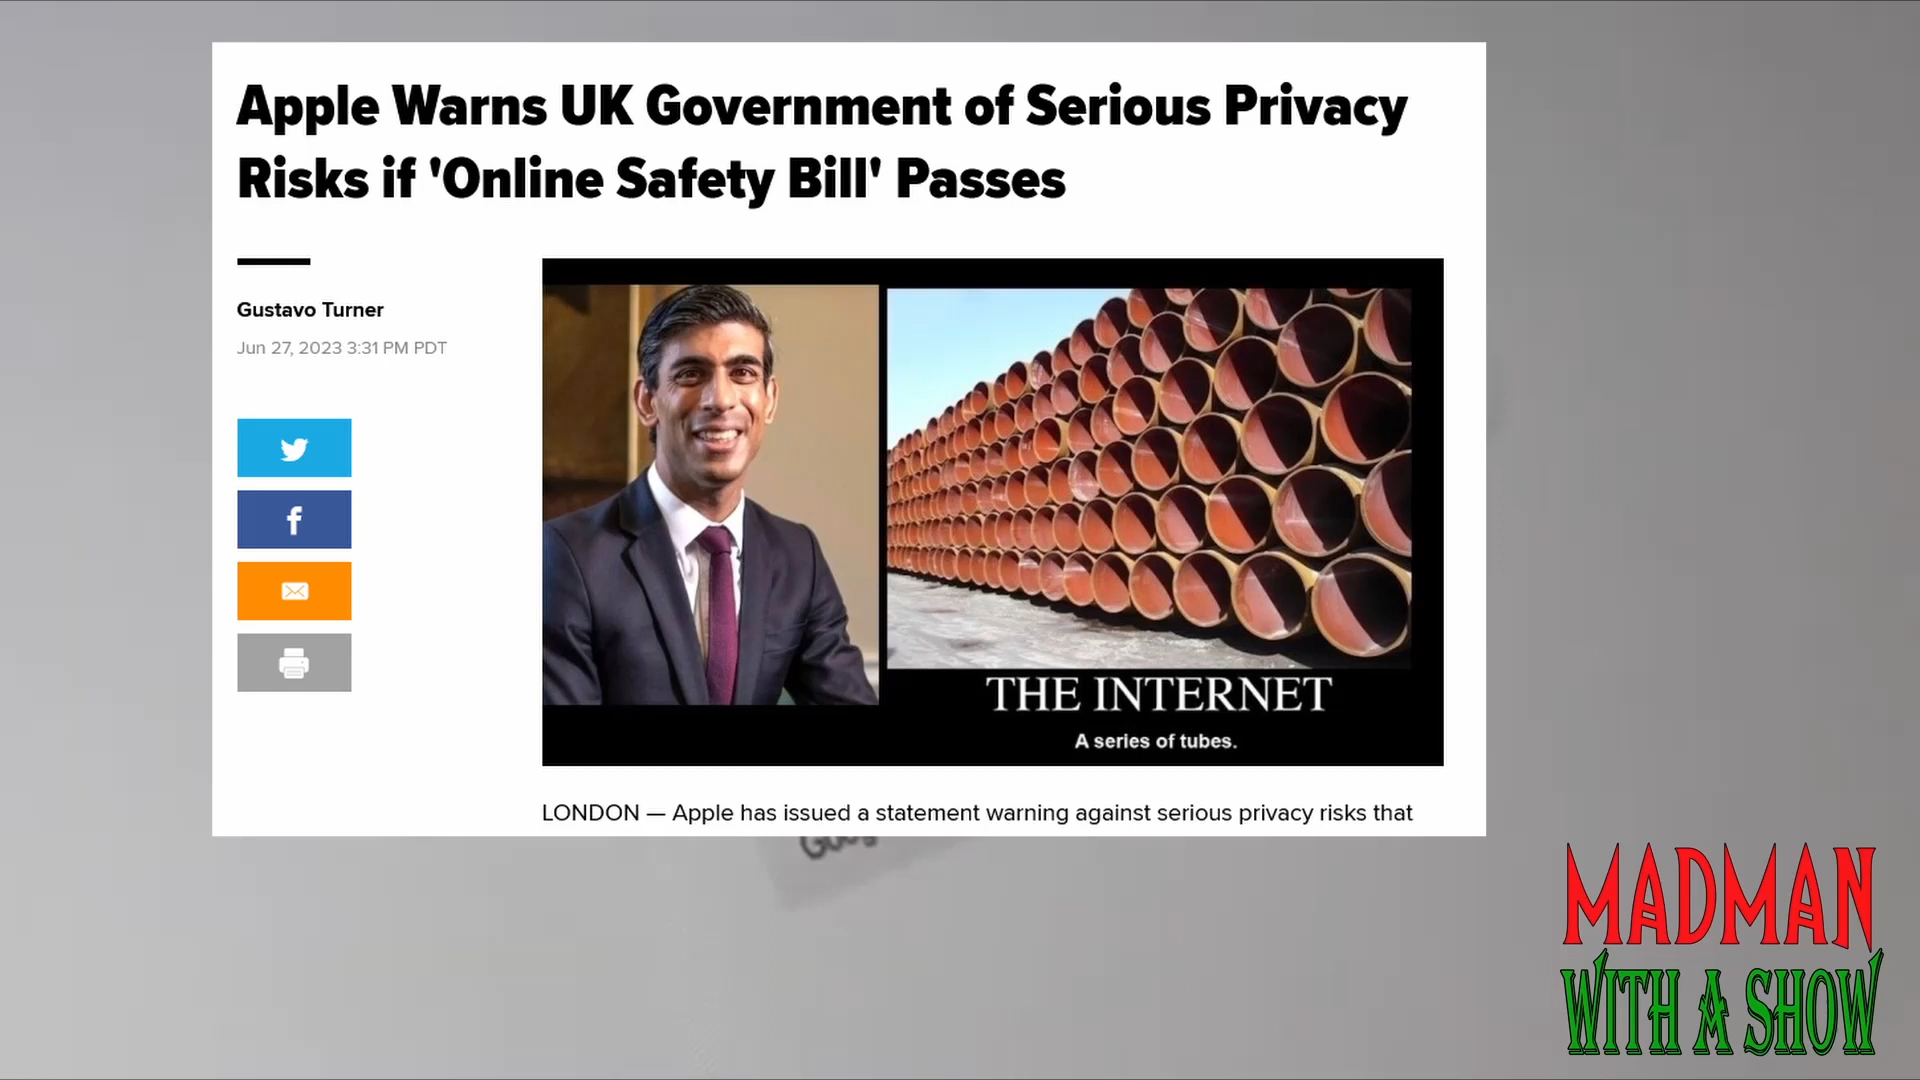 Apple Warns UK Government of Serious Privacy
Risks if 'Online Safety Bill' Passes
Gustavo Turner
Jun 27, 2023 3:31 PM PDT
THE INTERNET
A series of tubes.
LONDON — Apple has issued a statement warning against serious privacy risks that
MADMAN
WITH A SHOW